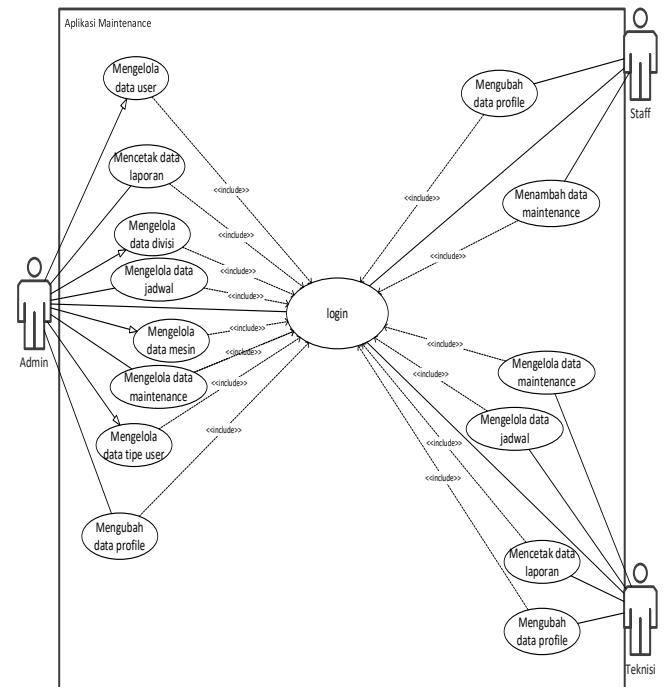 Aplikasi Maintenance
Mengelola
data user
Mencetak data
laporan
Mengelola
data divisi
Mengelola data
jadwal
Mengelola
data mesin
Mengelola data
maintenance
Mengelola
data tipe user
Mengubah
data profile
Admin
<<include>>
<<include>>
<<include>>
<<include>>
<<include>>
<<include>>
<<include>>
<<include>>
login
Mengubah
data profile
Menambah data
maintenance
Staff
<<include>>
<<include>>
Mengelola data
maintenance
Mengelola data
jadwal
Mencetak data
laporan
Mengubah
data profile
<<include>>
<<include>>
<<include>>
<<include>>
Teknisi